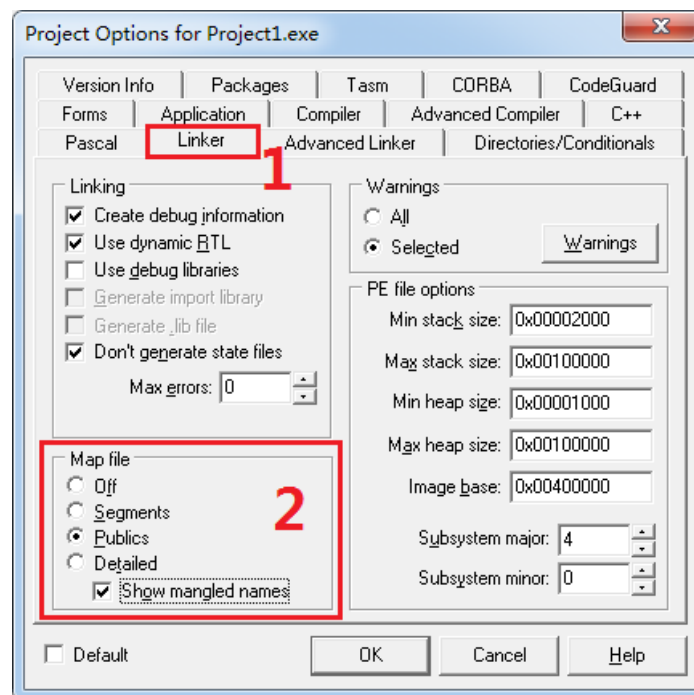 Project Options for Project1.exe
x
Version Info Packages Tasm CORBA CodeGuard
Forms Application Compiler Advanced Compiler C++
Pascal Linker Advanced Linker Directories/Conditionals
1
Linking
Create debug information
Use dynamic RTL
Use debug libraries
Generate import library
Generate .lib file
Don't generate state files
Max errors: 0
Warnings
All
Selected
Warnings
PE file options
Min stack size: 0x00002000
Max stack size: 0x00100000
Min heap size: 0x00001000
Max heap size: 0x00100000
Image base: 0x00400000
Subsystem major: 4
Subsystem minor: 0
Map file
Off
Segments
Publics
Detailed
Show mangled names
2
Default OK Cancel Help